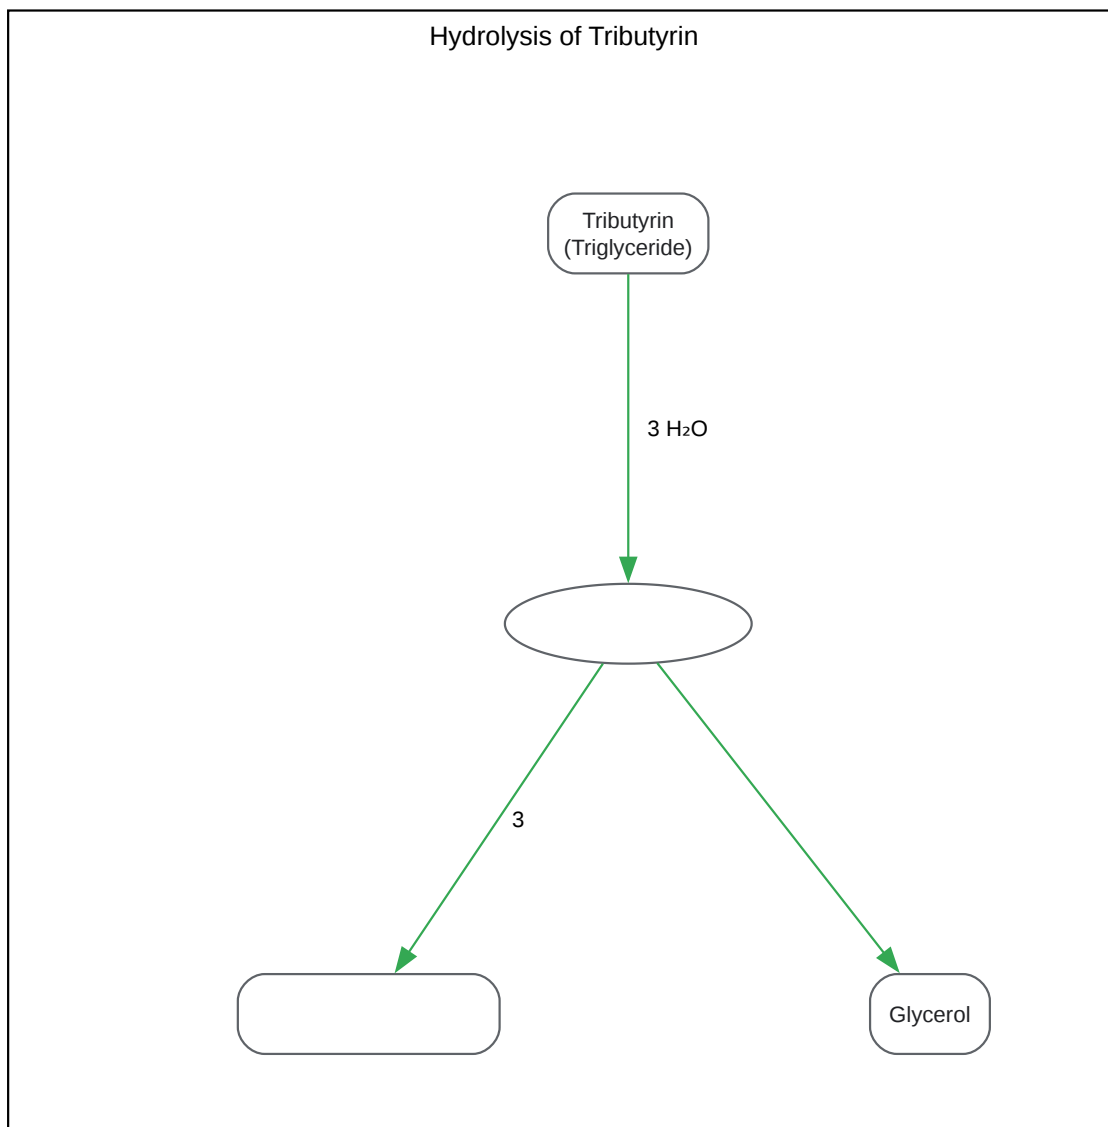 Hydrolysis of Tributyrin
Tributyrin
(Triglyceride)
3 H₂O
3
Glycerol